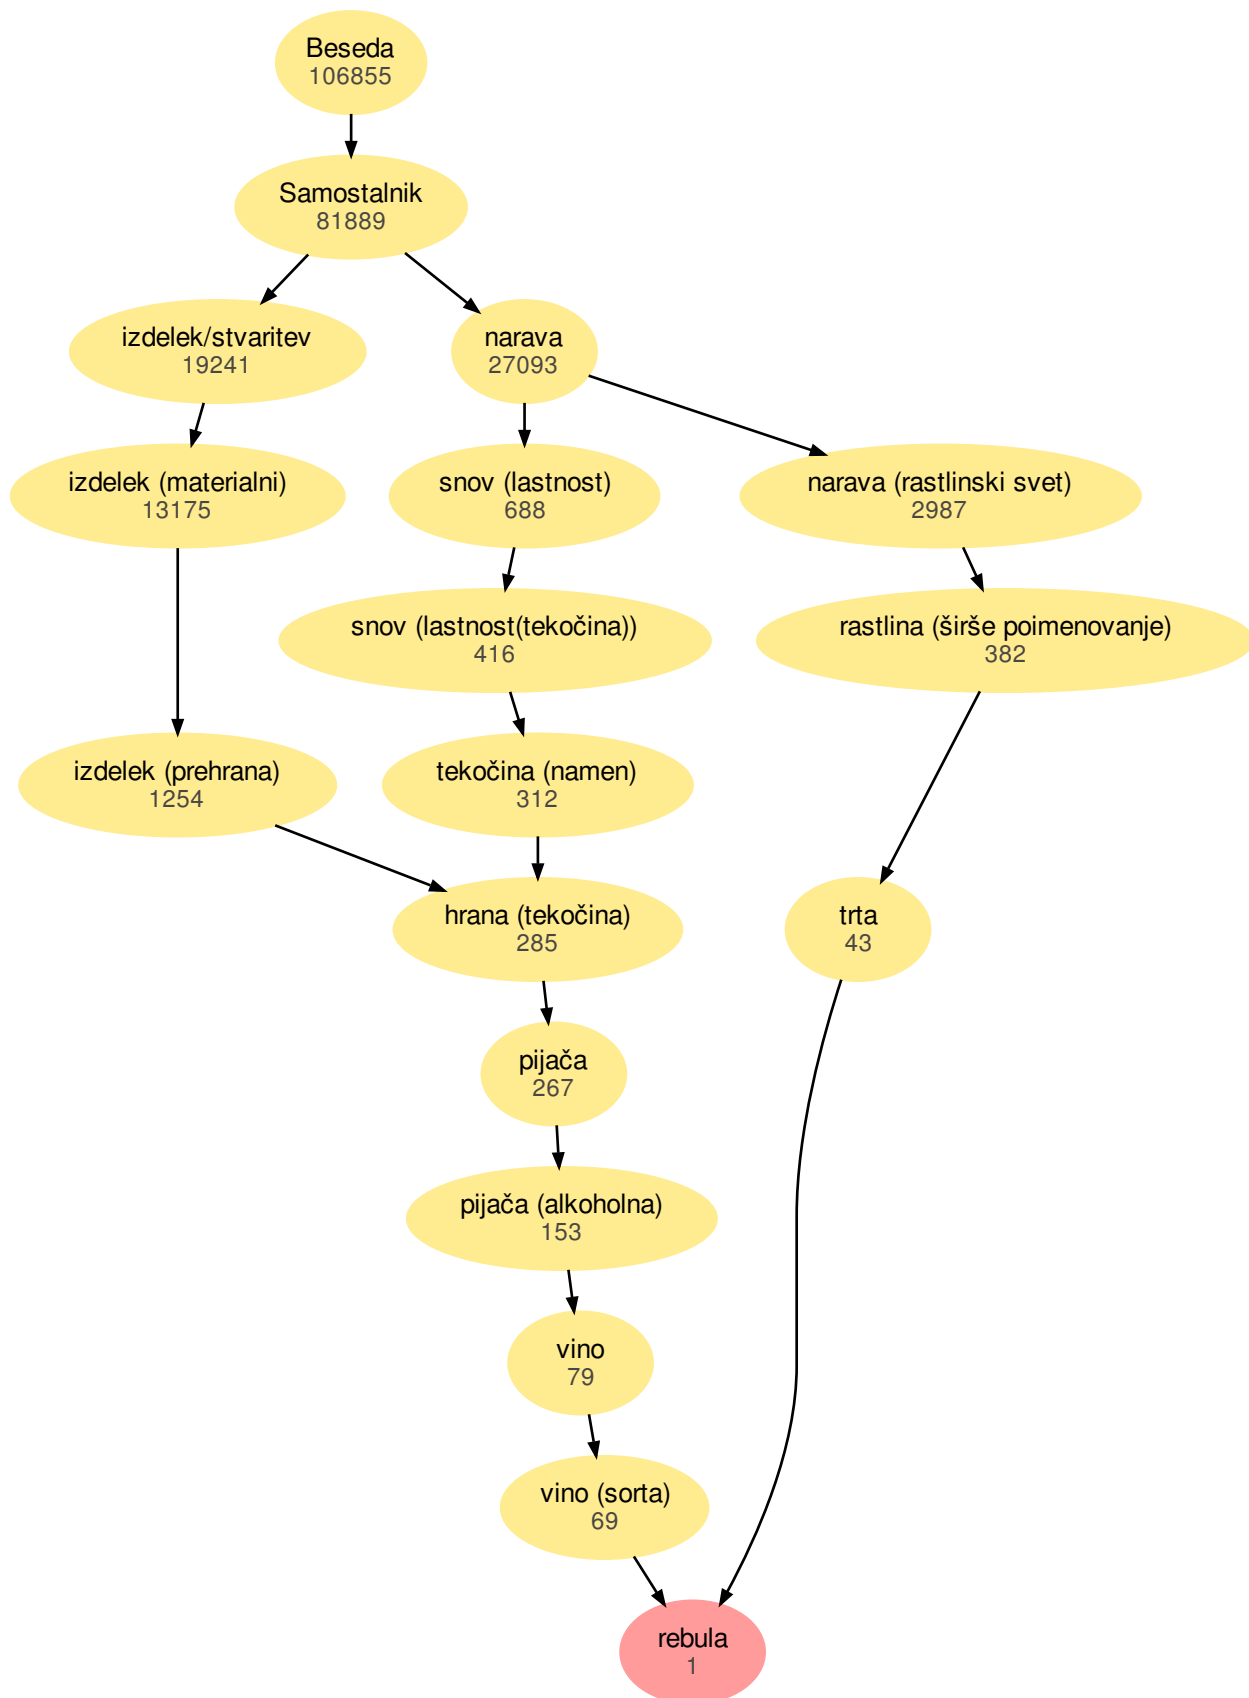 Beseda
106855
Samostalnik
81889
izdelek/stvaritev
19241
narava
27093
izdelek (materialni)
13175
snov (lastnost)
688
narava (rastlinski svet)
2987
snov (lastnost(tekočina))
416
rastlina (širše poimenovanje)
382
izdelek (prehrana)
1254
tekočina (namen)
312
hrana (tekočina)
285
trta
43
pijača
267
pijača (alkoholna)
153
vino
79
vino (sorta)
69
rebula
1